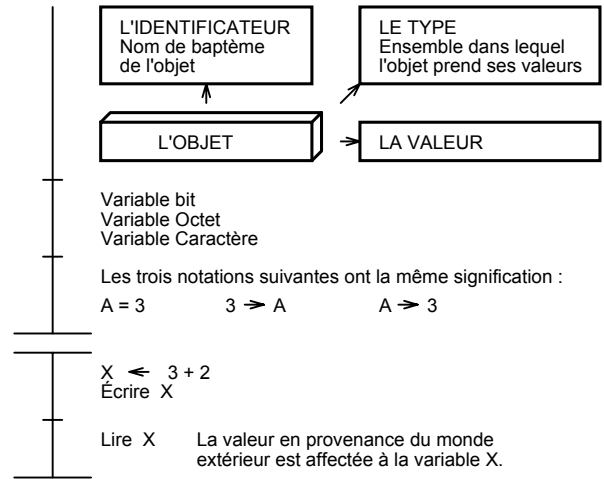 L'IDENTIFICATEUR
Nom de baptème
de l'objet
LE TYPE
Ensemble dans lequel
l'objet prend ses valeurs
L'OBJET
LA VALEUR
Variable bit
Variable Octet
Variable Caractère
Les trois notations suivantes ont la même signification :
A = 3 3 → A A → 3
X ← 3 + 2
Écrire X
Lire X La valeur en provenance du monde
extérieur est affectée à la variable X.